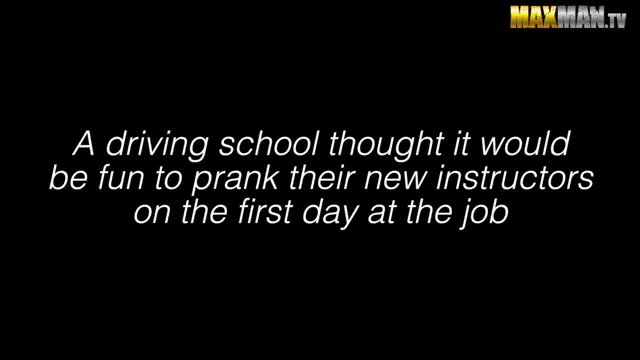 MAXMAN.TV
A driving school thought it would
be fun to prank their new instructors
on the first day at the job